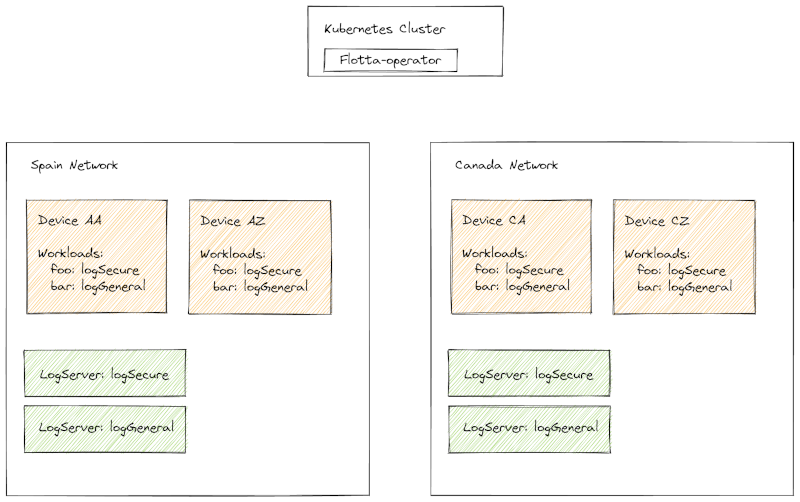 Kubernetes Cluster
Flotta-operator
Spain Network
Device AA
Workloads:
foo: logSecure
bar: logGeneral
Device AZ
Workloads:
foo: logSecure
bar: logGeneral
LogServer: logSecure
LogServer: logGeneral
Canada Network
Device CA
Workloads:
foo: logSecure
bar: logGeneral
Device CZ
Workloads:
foo: logSecure
bar: logGeneral
LogServer: logSecure
LogServer: logGeneral